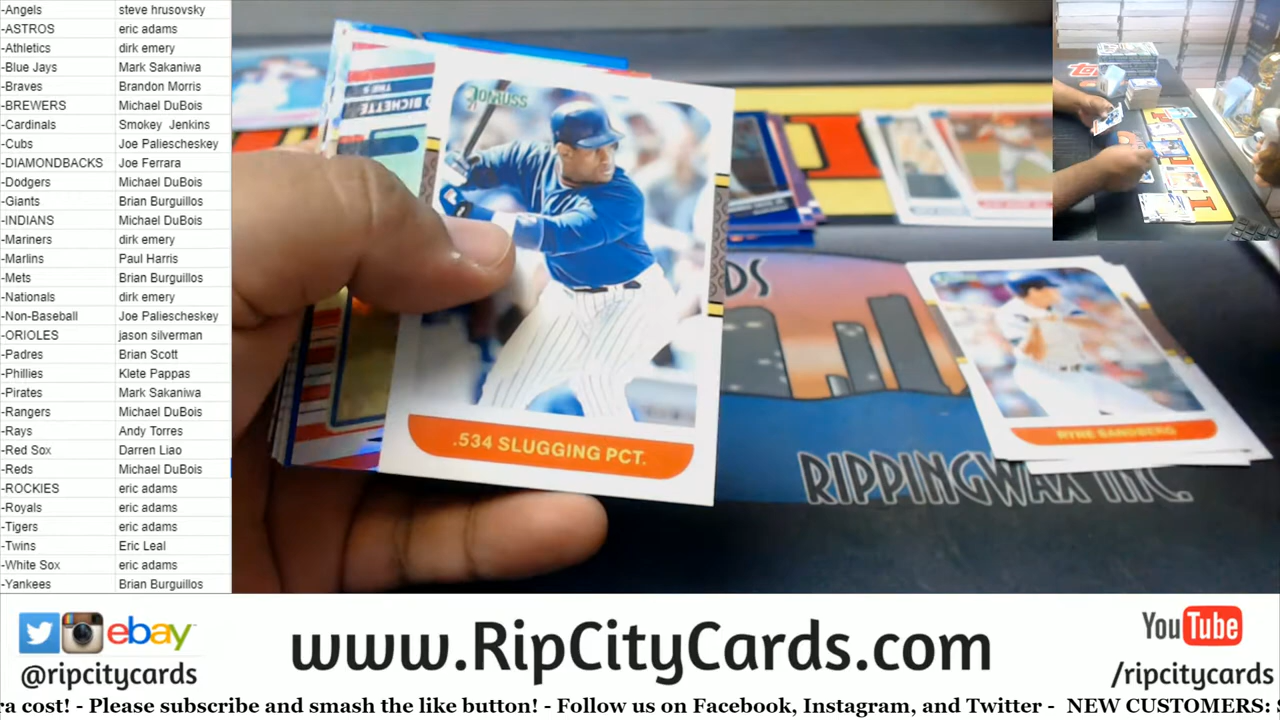 -Angels steve hrusovsky
-ASTROS eric adams
-Athletics dirk emery
-Blue Jays Mark Sakaniwa
-Braves Brandon Morris
-BREWERS Michael DuBois
-Cardinals Smokey Jenkins
-Cubs Joe Paliescheskey
-DIAMONDBACKS Joe Ferrara
-Dodgers Michael DuBois
-Giants Brian Burguillos
-INDIANS Michael DuBois
-Mariners dirk emery
-Marlins Paul Harris
-Mets Brian Burguillos
-Nationals dirk emery
-Non-Baseball Joe Paliescheskey
-ORIOLES jason silverman
-Padres Brian Scott
-Phillies Klete Pappas
-Pirates Mark Sakaniwa
-Rangers Michael DuBois
-Rays Andy Torres
-Red Sox Darren Liao
-Reds Michael DuBois
-ROCKIES eric adams
-Royals eric adams
-Tigers eric adams
-Twins Eric Leal
-White Sox eric adams
-Yankees Brian Burguillos
BICHETTE
.534 SLUGGING PCT.
RYNE SANDBERG
RIPPINGWAX INC.
ebay
@ripcitycards
www.RipCityCards.com
YouTube
/ripcitycards
ra cost! - Please subscribe and smash the like button! - Follow us on Facebook, Instagram, and Twitter - NEW CUSTOMERS: